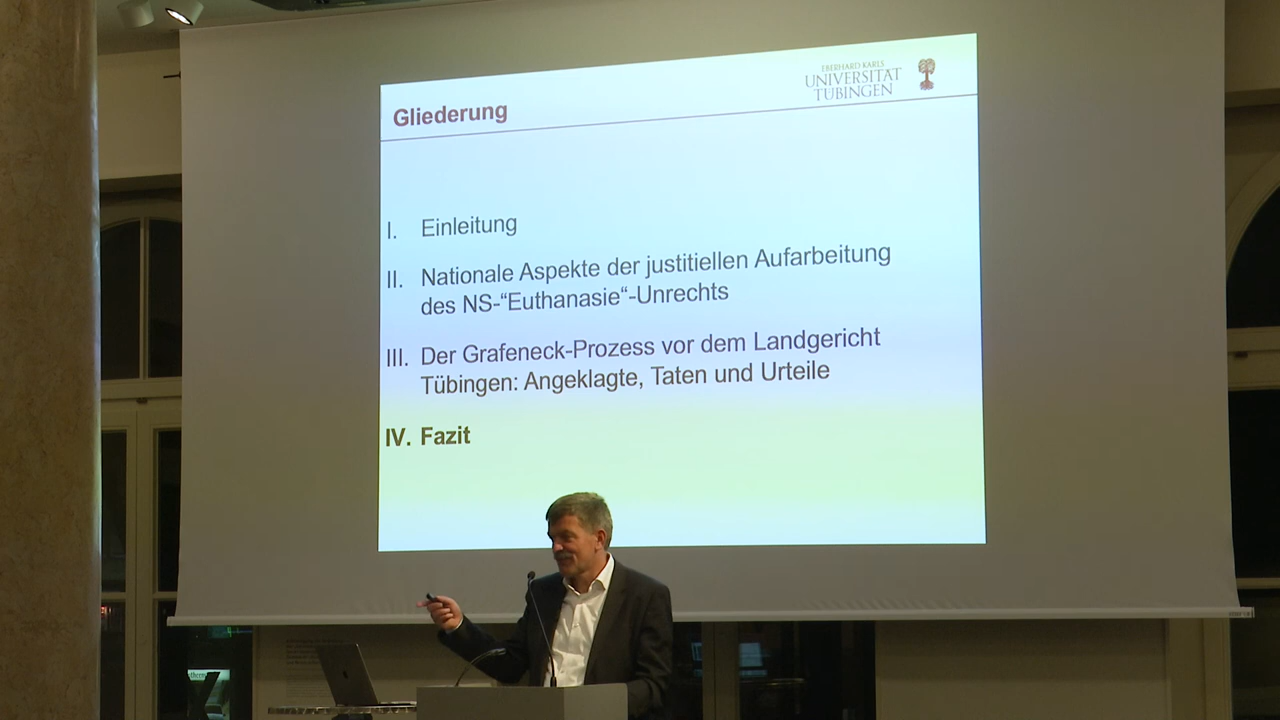 EBERHARD KARLS
UNIVERSITÄT
TÜBINGEN
Gliederung
I. Einleitung
II. Nationale Aspekte der justitiellen Aufarbeitung
des NS-“Euthanasie“-Unrechts
III. Der Grafeneck-Prozess vor dem Landgericht
Tübingen: Angeklagte, Taten und Urteile
IV. Fazit